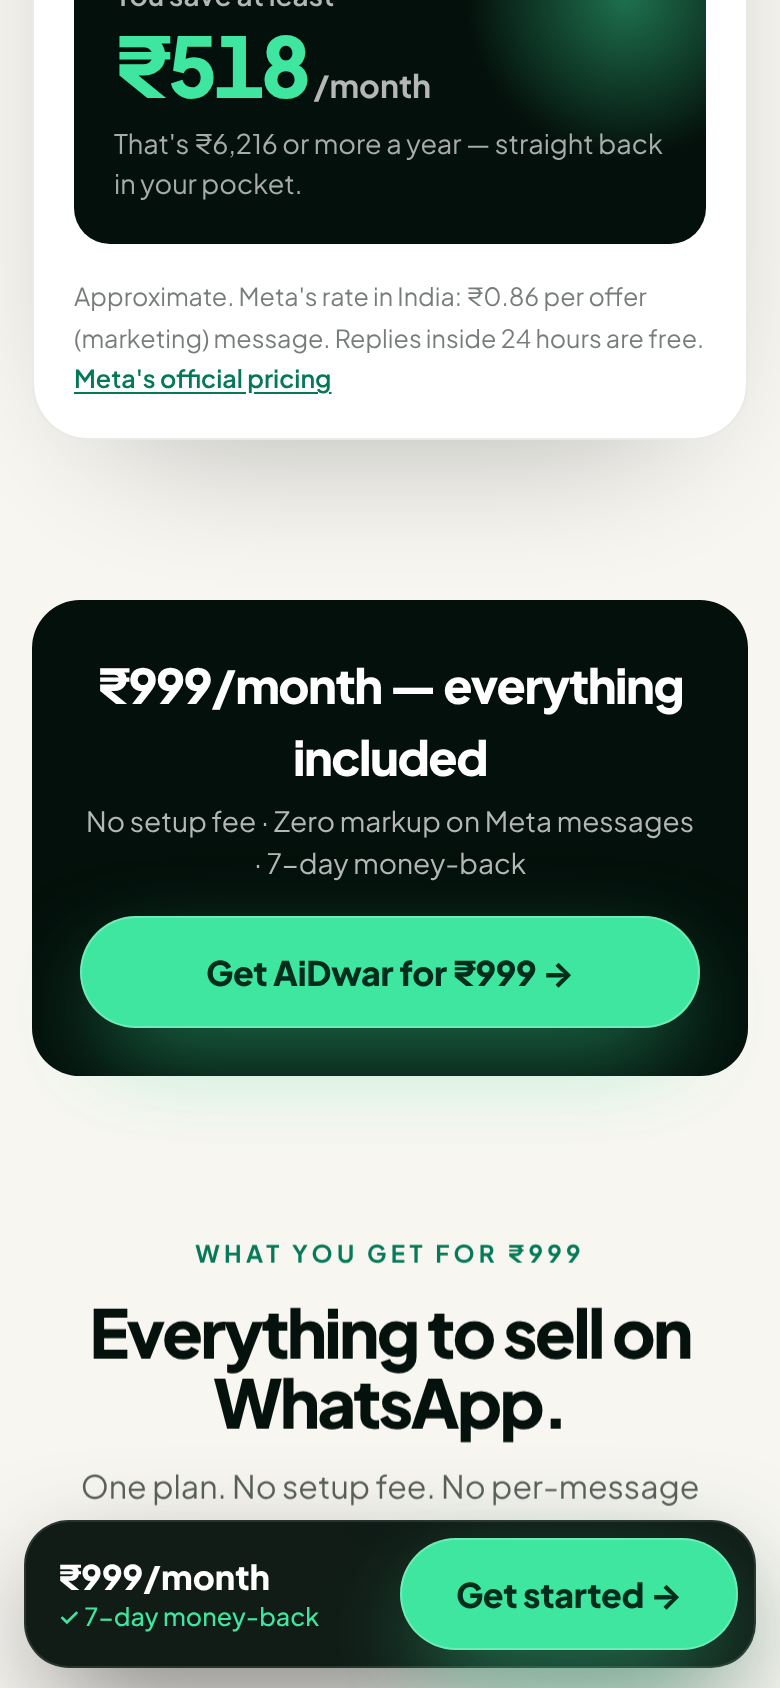 You save at least
₹518 /month
That's ₹6,216 or more a year — straight back
in your pocket.
Approximate. Meta's rate in India: ₹0.86 per offer
(marketing) message. Replies inside 24 hours are free.
Meta's official pricing
₹999/month — everything
included
No setup fee · Zero markup on Meta messages
· 7-day money-back
Get AiDwar for ₹999 →
WHAT YOU GET FOR ₹999
Everything to sell on
WhatsApp.
One plan. No setup fee. No per-message
₹999/month
✓ 7-day money-back
Get started →